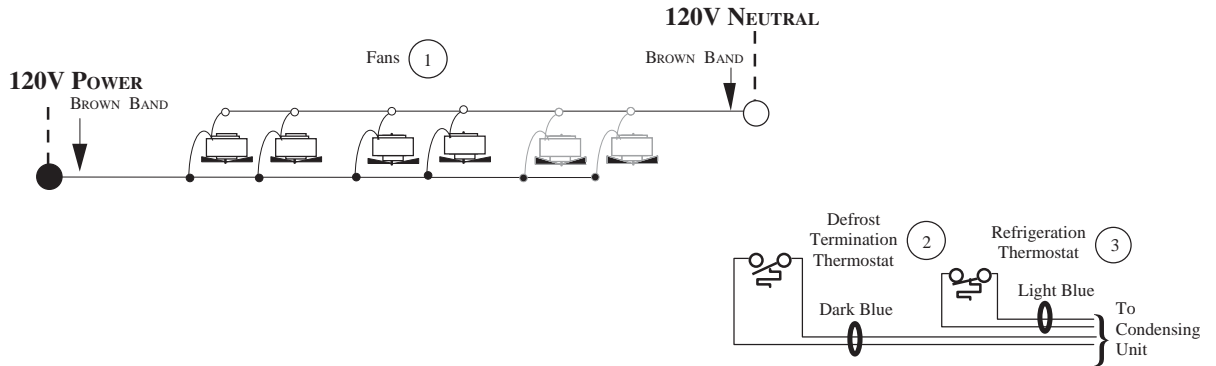 120V NEUTRAL
Fans 1
BROWN BAND
120V POWER
BROWN BAND
Defrost
Termination
Thermostat
2
Refrigeration
Thermostat
3
Dark Blue
Light Blue
To
Condensing
Unit